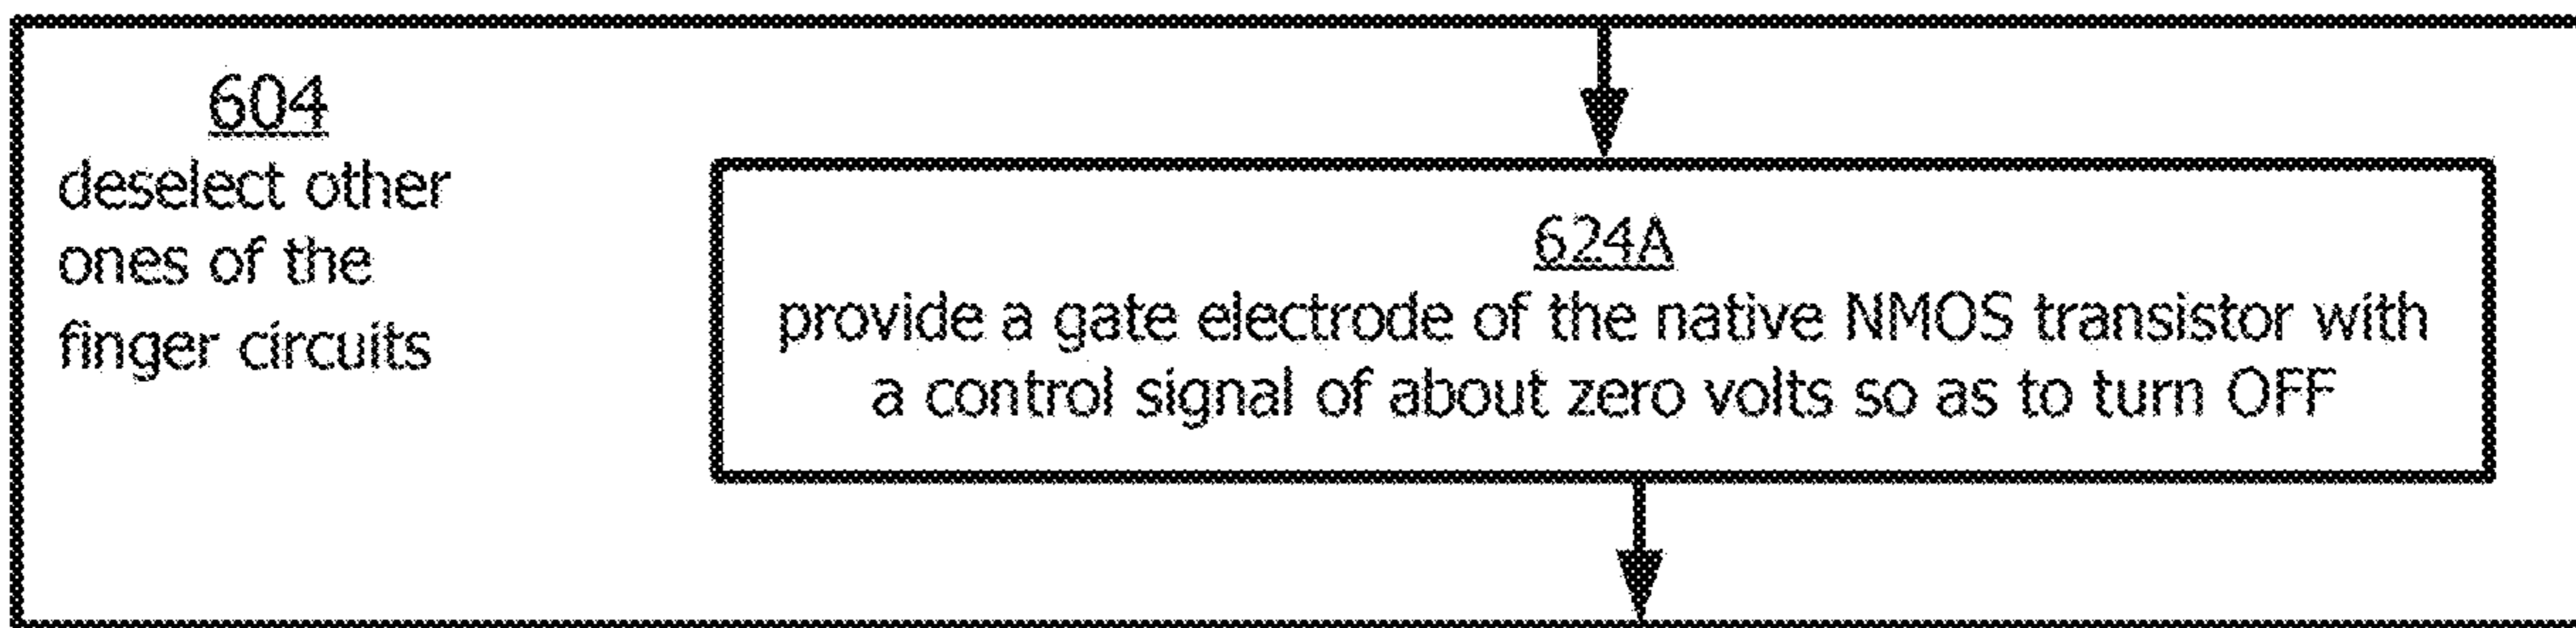 604
deselect other
ones of the
finger circuits
624A
provide a gate electrode of the native NMOS transistor with
a control signal of about zero volts so as to turn OFF